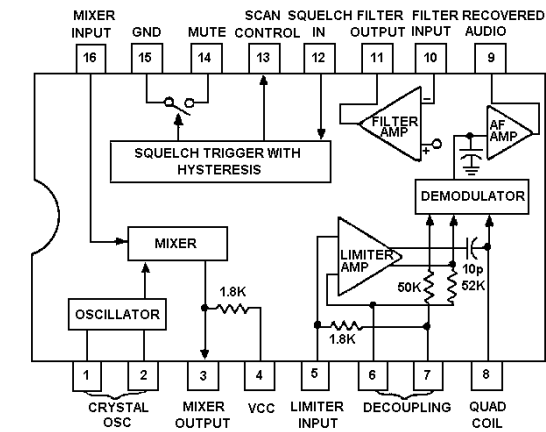 MIXER INPUT
GND
MUTE
SCAN CONTROL
SQUELCH IN
FILTER OUTPUT
FILTER INPUT
RECOVERED AUDIO
16
15
14
13
12
11
10
9
FILTER AMP
−
+
AF AMP
SQUELCH TRIGGER WITH
HYSTERESIS
DEMODULATOR
MIXER
LIMITER
AMP
10p
50K
52K
1.8K
OSCILLATOR
1.8K
1
2
3
4
5
6
7
8
CRYSTAL OSC
MIXER OUTPUT
VCC
LIMITER INPUT
DECOUPLING
QUAD COIL